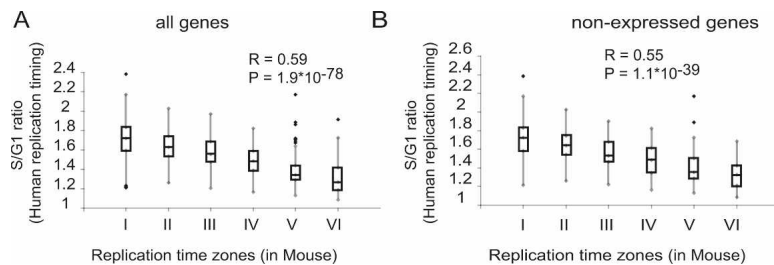 A
all genes
R = 0.59
P = 1.9*10-78
S/G1 ratio
(Human replication timing)
2.4
2.2
2
1.8
1.6
1.4
1.2
1
I
II
III
IV
V
VI
Replication time zones (in Mouse)
B
non-expressed genes
R = 0.55
P = 1.1*10-39
S/G1 ratio
(Human replication timing)
2.6
2.4
2.2
2
1.8
1.6
1.4
1.2
1
I
II
III
IV
V
VI
Replication time zones (in Mouse)